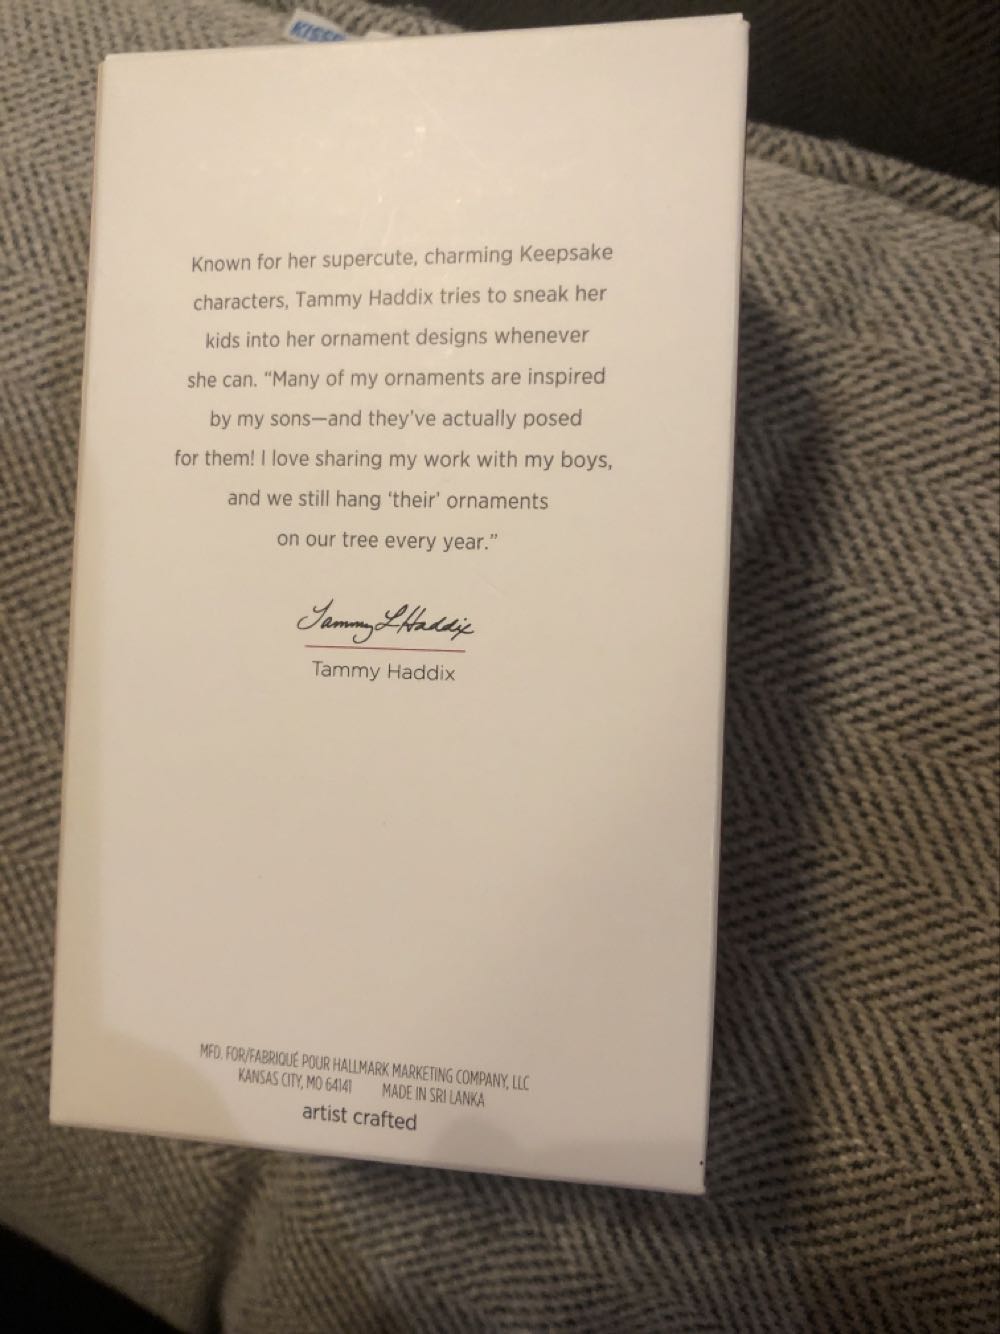 Known for her supercute, charming Keepsake
characters, Tammy Haddix tries to sneak her
kids into her ornament designs whenever
she can. “Many of my ornaments are inspired
by my sons—and they’ve actually posed
for them! I love sharing my work with my boys,
and we still hang ‘their’ ornaments
on our tree every year.”
Tammy L Haddix
Tammy Haddix
MFD. FOR/FABRIQUÉ POUR HALLMARK MARKETING COMPANY, LLC
KANSAS CITY, MO 64141 MADE IN SRI LANKA
artist crafted